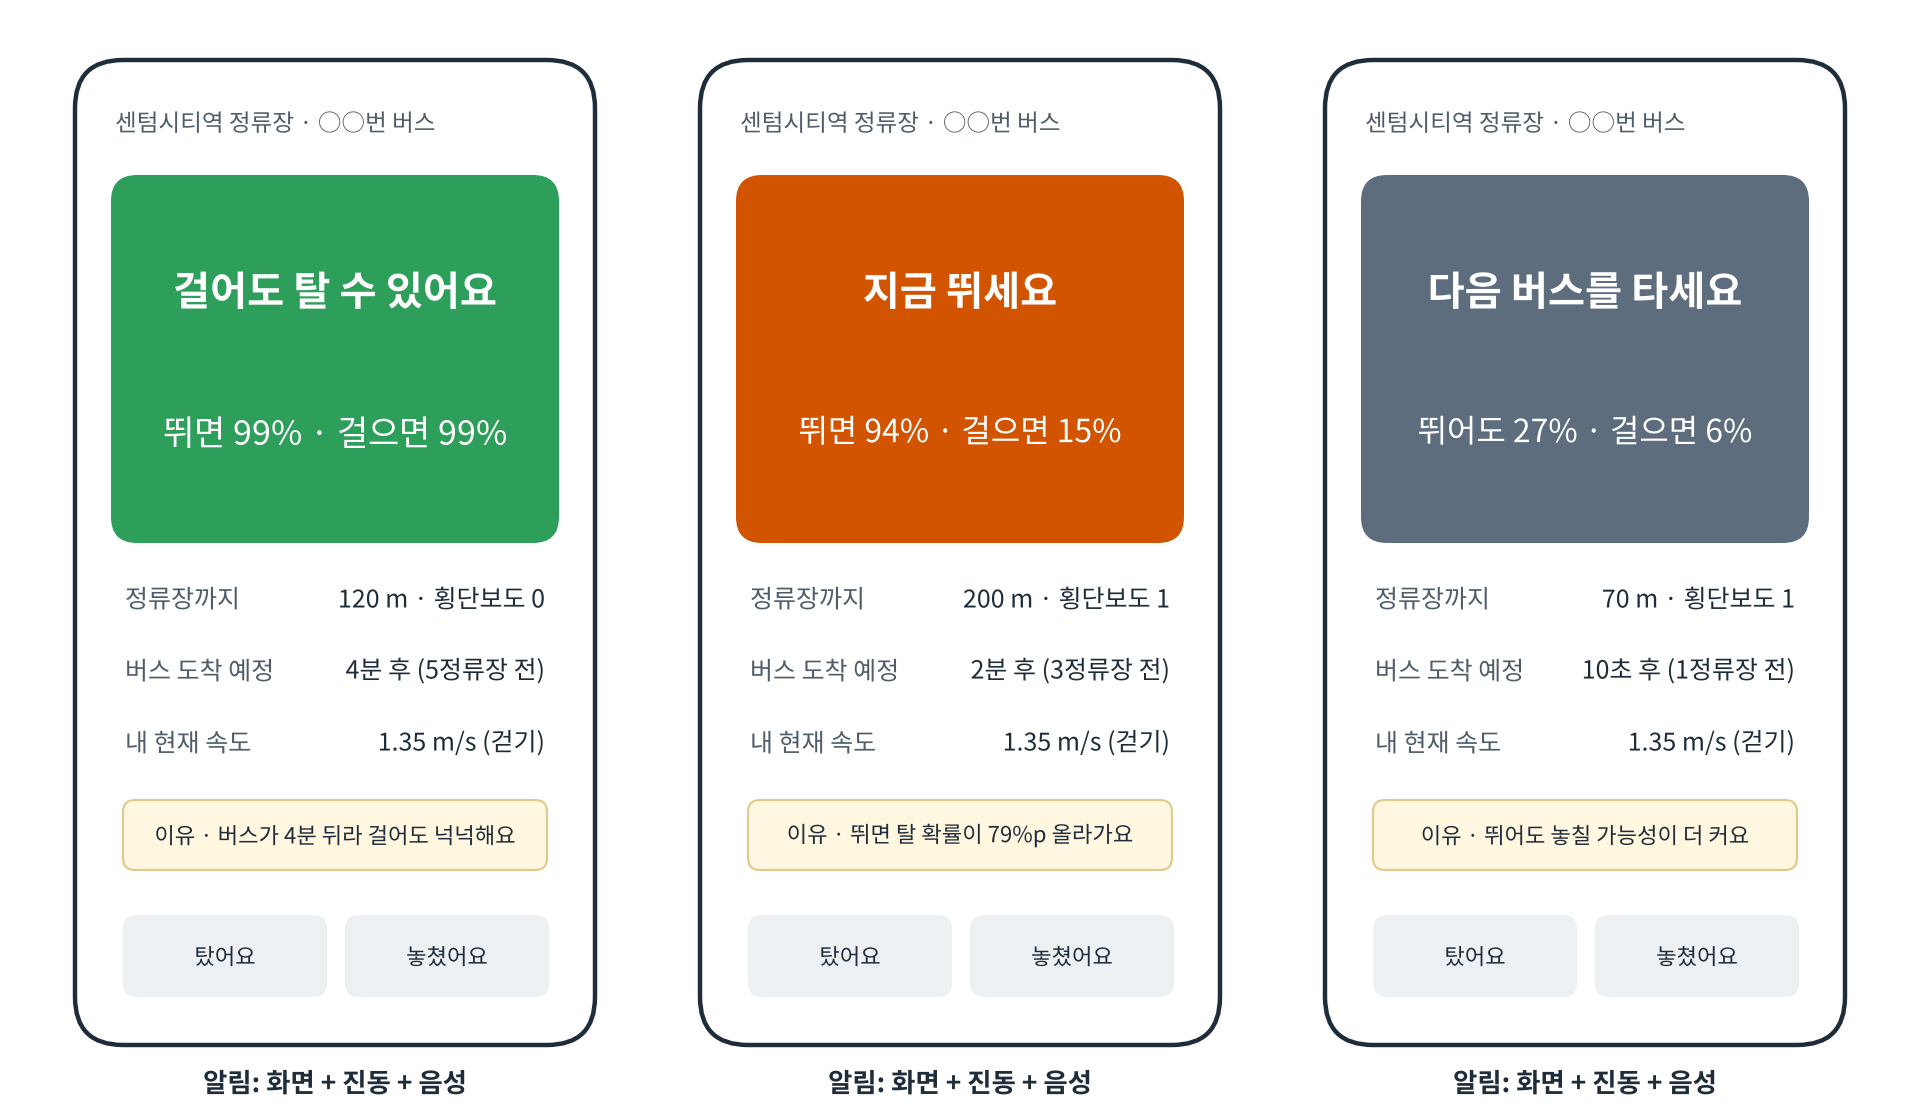 센텀시티역 정류장 · ○○번 버스
걸어도 탈 수 있어요
뛰면 99% · 걸으면 99%
정류장까지 120 m · 횡단보도 0
버스 도착 예정 4분 후 (5정류장 전)
내 현재 속도 1.35 m/s (걷기)
이유 · 버스가 4분 뒤라 걸어도 넉넉해요
탔어요 놓쳤어요
알림: 화면 + 진동 + 음성
센텀시티역 정류장 · ○○번 버스
지금 뛰세요
뛰면 94% · 걸으면 15%
정류장까지 200 m · 횡단보도 1
버스 도착 예정 2분 후 (3정류장 전)
내 현재 속도 1.35 m/s (걷기)
이유 · 뛰면 탈 확률이 79%p 올라가요
탔어요 놓쳤어요
알림: 화면 + 진동 + 음성
센텀시티역 정류장 · ○○번 버스
다음 버스를 타세요
뛰어도 27% · 걸으면 6%
정류장까지 70 m · 횡단보도 1
버스 도착 예정 10초 후 (1정류장 전)
내 현재 속도 1.35 m/s (걷기)
이유 · 뛰어도 놓칠 가능성이 더 커요
탔어요 놓쳤어요
알림: 화면 + 진동 + 음성